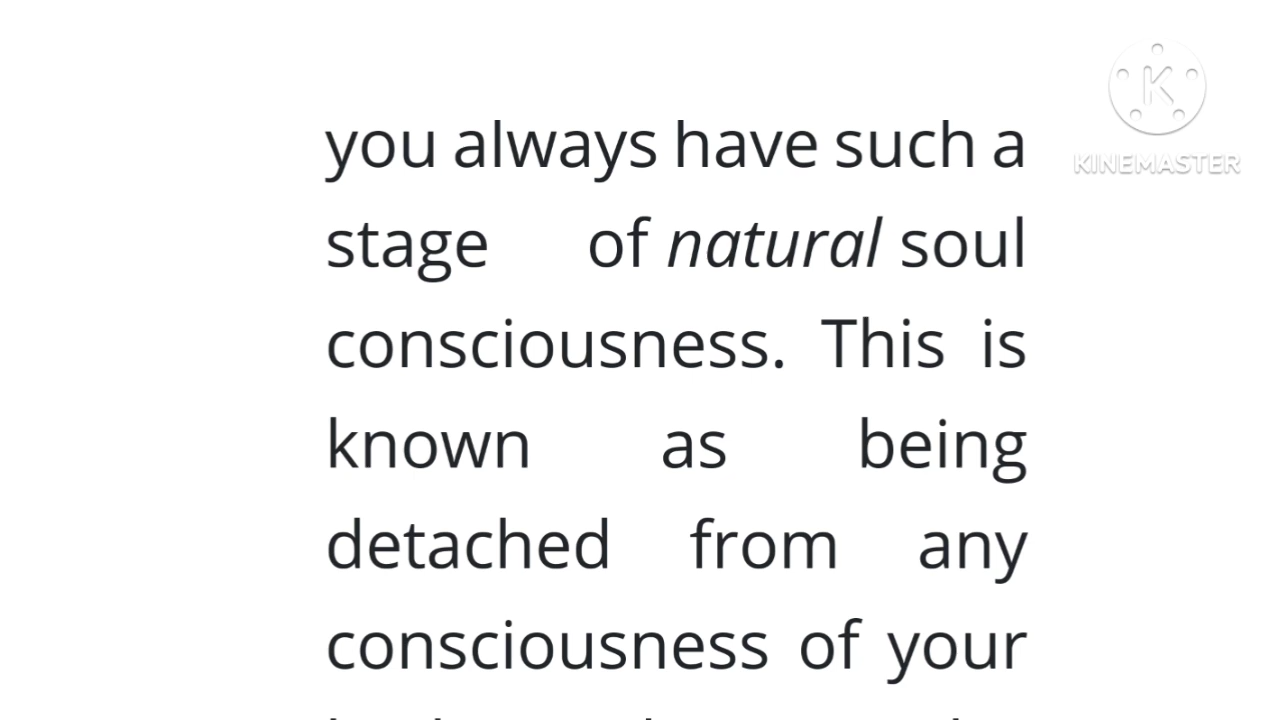 you always have such a
stage of natural soul
consciousness. This is
known as being
detached from any
consciousness of your
KINEMASTER